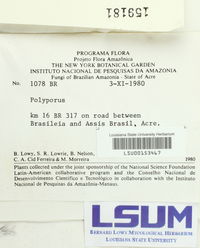 159181
PROGRAMA FLORA
Projeto Flora Amazônica
THE NEW YORK BOTANICAL GARDEN
INSTITUTO NACIONAL DE PESQUISAS DA AMAZONIA
Fungi of Brazilian Amazonia - State of Acre
No. 1078 BR 3-XI-1980
Polyporus
km 16 BR 317 on road between
Brasileia and Assis Brasil, Acre.
Louisiana State University Herbarium
LSU00153447
B. Lowy, S. R. Lowrie, B. Nelson,
C. A. Cid Ferreira & M. Morreira 1980
Plants collected under the joint sponsorship of the National Science Foundation
Latin-American collaborative program and the Conselho Nacional de
Desenvolvimento Científico e Tecnológico in collaboration with the Instituto
Nacional de Pesquisas da Amazônia-Manaus.
LSUM
BERNARD LOWY MYCOLOGICAL HERBARIUM
LOUISIANA STATE UNIVERSITY